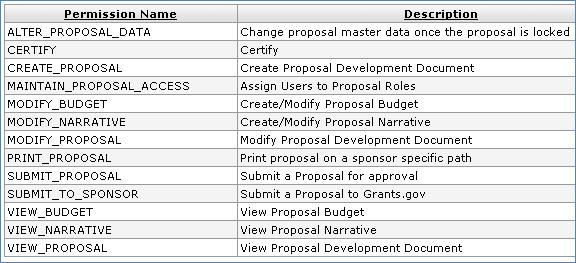 Permission Name Description
ALTER_PROPOSAL_DATA Change proposal master data once the proposal is locked
CERTIFY Certify
CREATE_PROPOSAL Create Proposal Development Document
MAINTAIN_PROPOSAL_ACCESS Assign Users to Proposal Roles
MODIFY_BUDGET Create/Modify Proposal Budget
MODIFY_NARRATIVE Create/Modify Proposal Narrative
MODIFY_PROPOSAL Modify Proposal Development Document
PRINT_PROPOSAL Print proposal on a sponsor specific path
SUBMIT_PROPOSAL Submit a Proposal for approval
SUBMIT_TO_SPONSOR Submit a Proposal to Grants.gov
VIEW_BUDGET View Proposal Budget
VIEW_NARRATIVE View Proposal Narrative
VIEW_PROPOSAL View Proposal Development Document